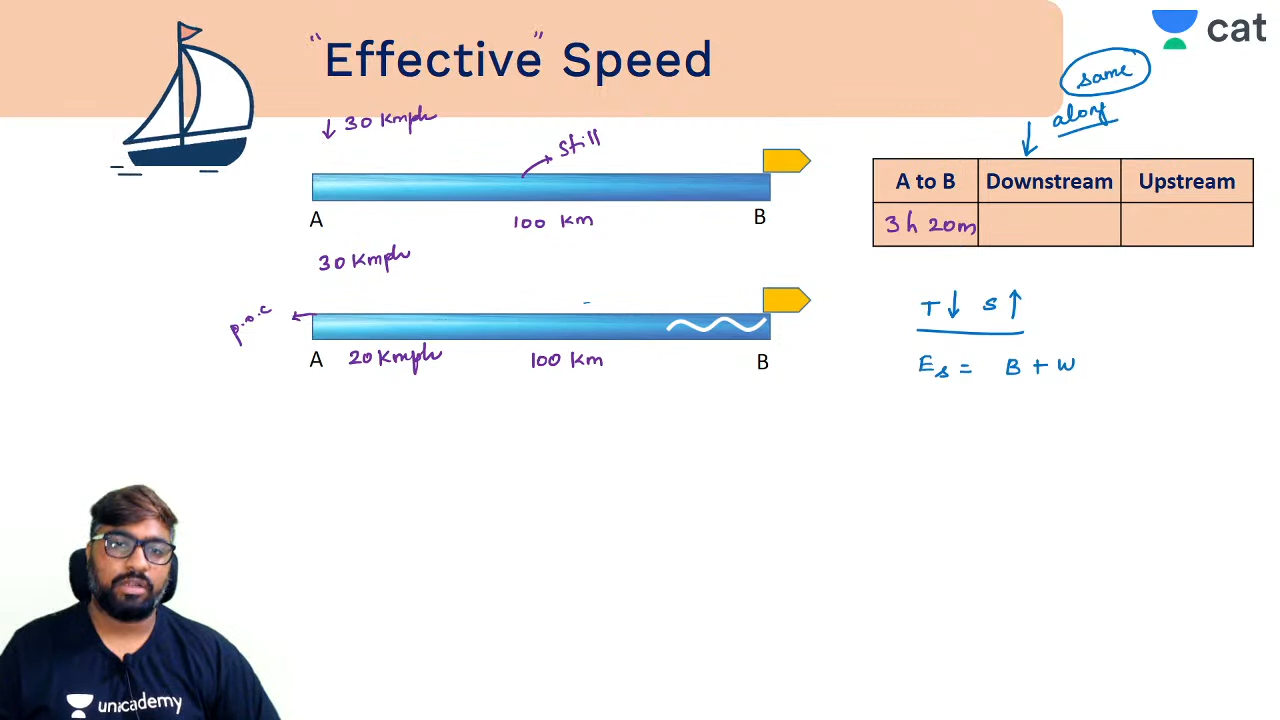 "Effective" Speed
cat
same
along
↓ 30 Kmph
Still
A
100 Km
B
A to B Downstream Upstream
3h 20m
30 Kmph
p.o.c
A
20 Kmph
100 Km
B
T↓ S↑
Es = B + W
unacademy